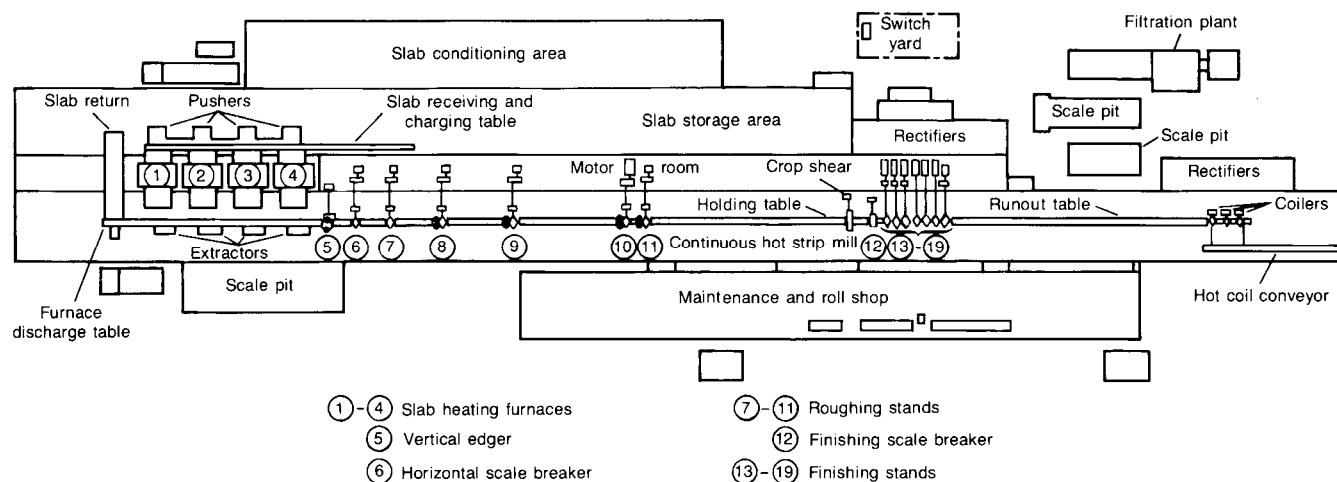 Switch
yard
Filtration plant
Slab conditioning area
Slab return
Pushers
Slab receiving and
charging table
Slab storage area
Rectifiers
Scale pit
Scale pit
Rectifiers
Motor room
Crop shear
1 2 3 4
Holding table
Runout table
Coilers
Extractors
5 6 7 8 9 10 11
Continuous hot strip mill
12 13 - 19
Scale pit
Maintenance and roll shop
Hot coil conveyor
Furnace
discharge table
1 - 4 Slab heating furnaces
5 Vertical edger
6 Horizontal scale breaker
7 - 11 Roughing stands
12 Finishing scale breaker
13 - 19 Finishing stands